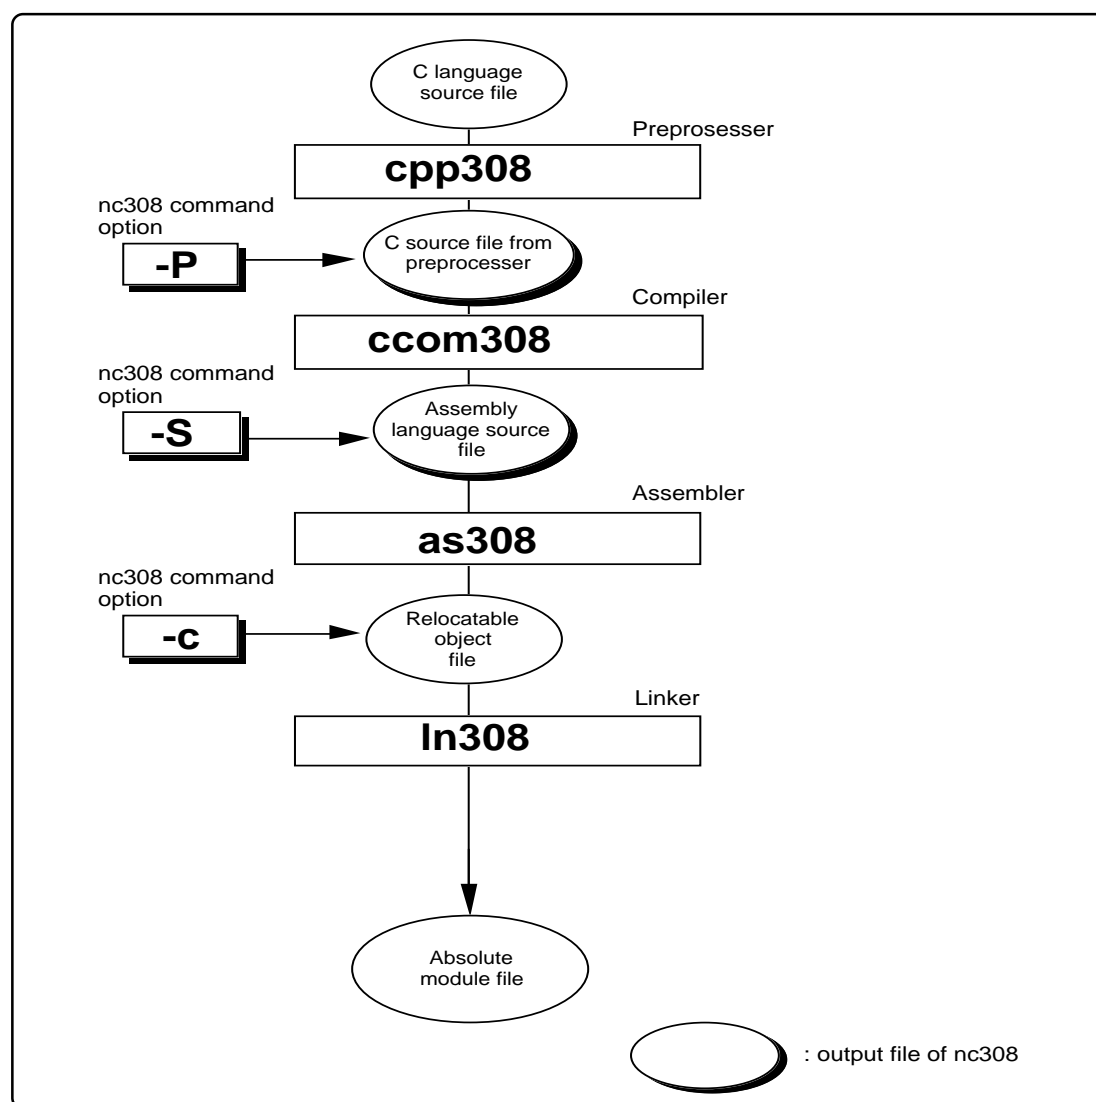 C language
source file
Preprosesser
cpp308
nc308 command
option
-P
C source file from
preprocesser
Compiler
ccom308
nc308 command
option
-S
Assembly
language source
file
Assembler
as308
nc308 command
option
-c
Relocatable
object
file
Linker
ln308
Absolute
module file
: output file of nc308